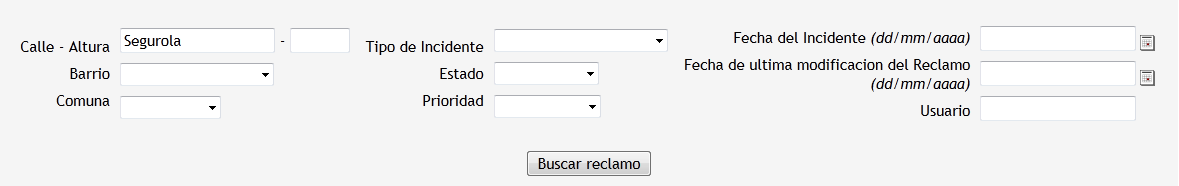 Calle - Altura Segurola -
Barrio
Comuna
Tipo de Incidente
Estado
Prioridad
Fecha del Incidente (dd/mm/aaaa)
Fecha de ultima modificacion del Reclamo
(dd/mm/aaaa)
Usuario
Buscar reclamo